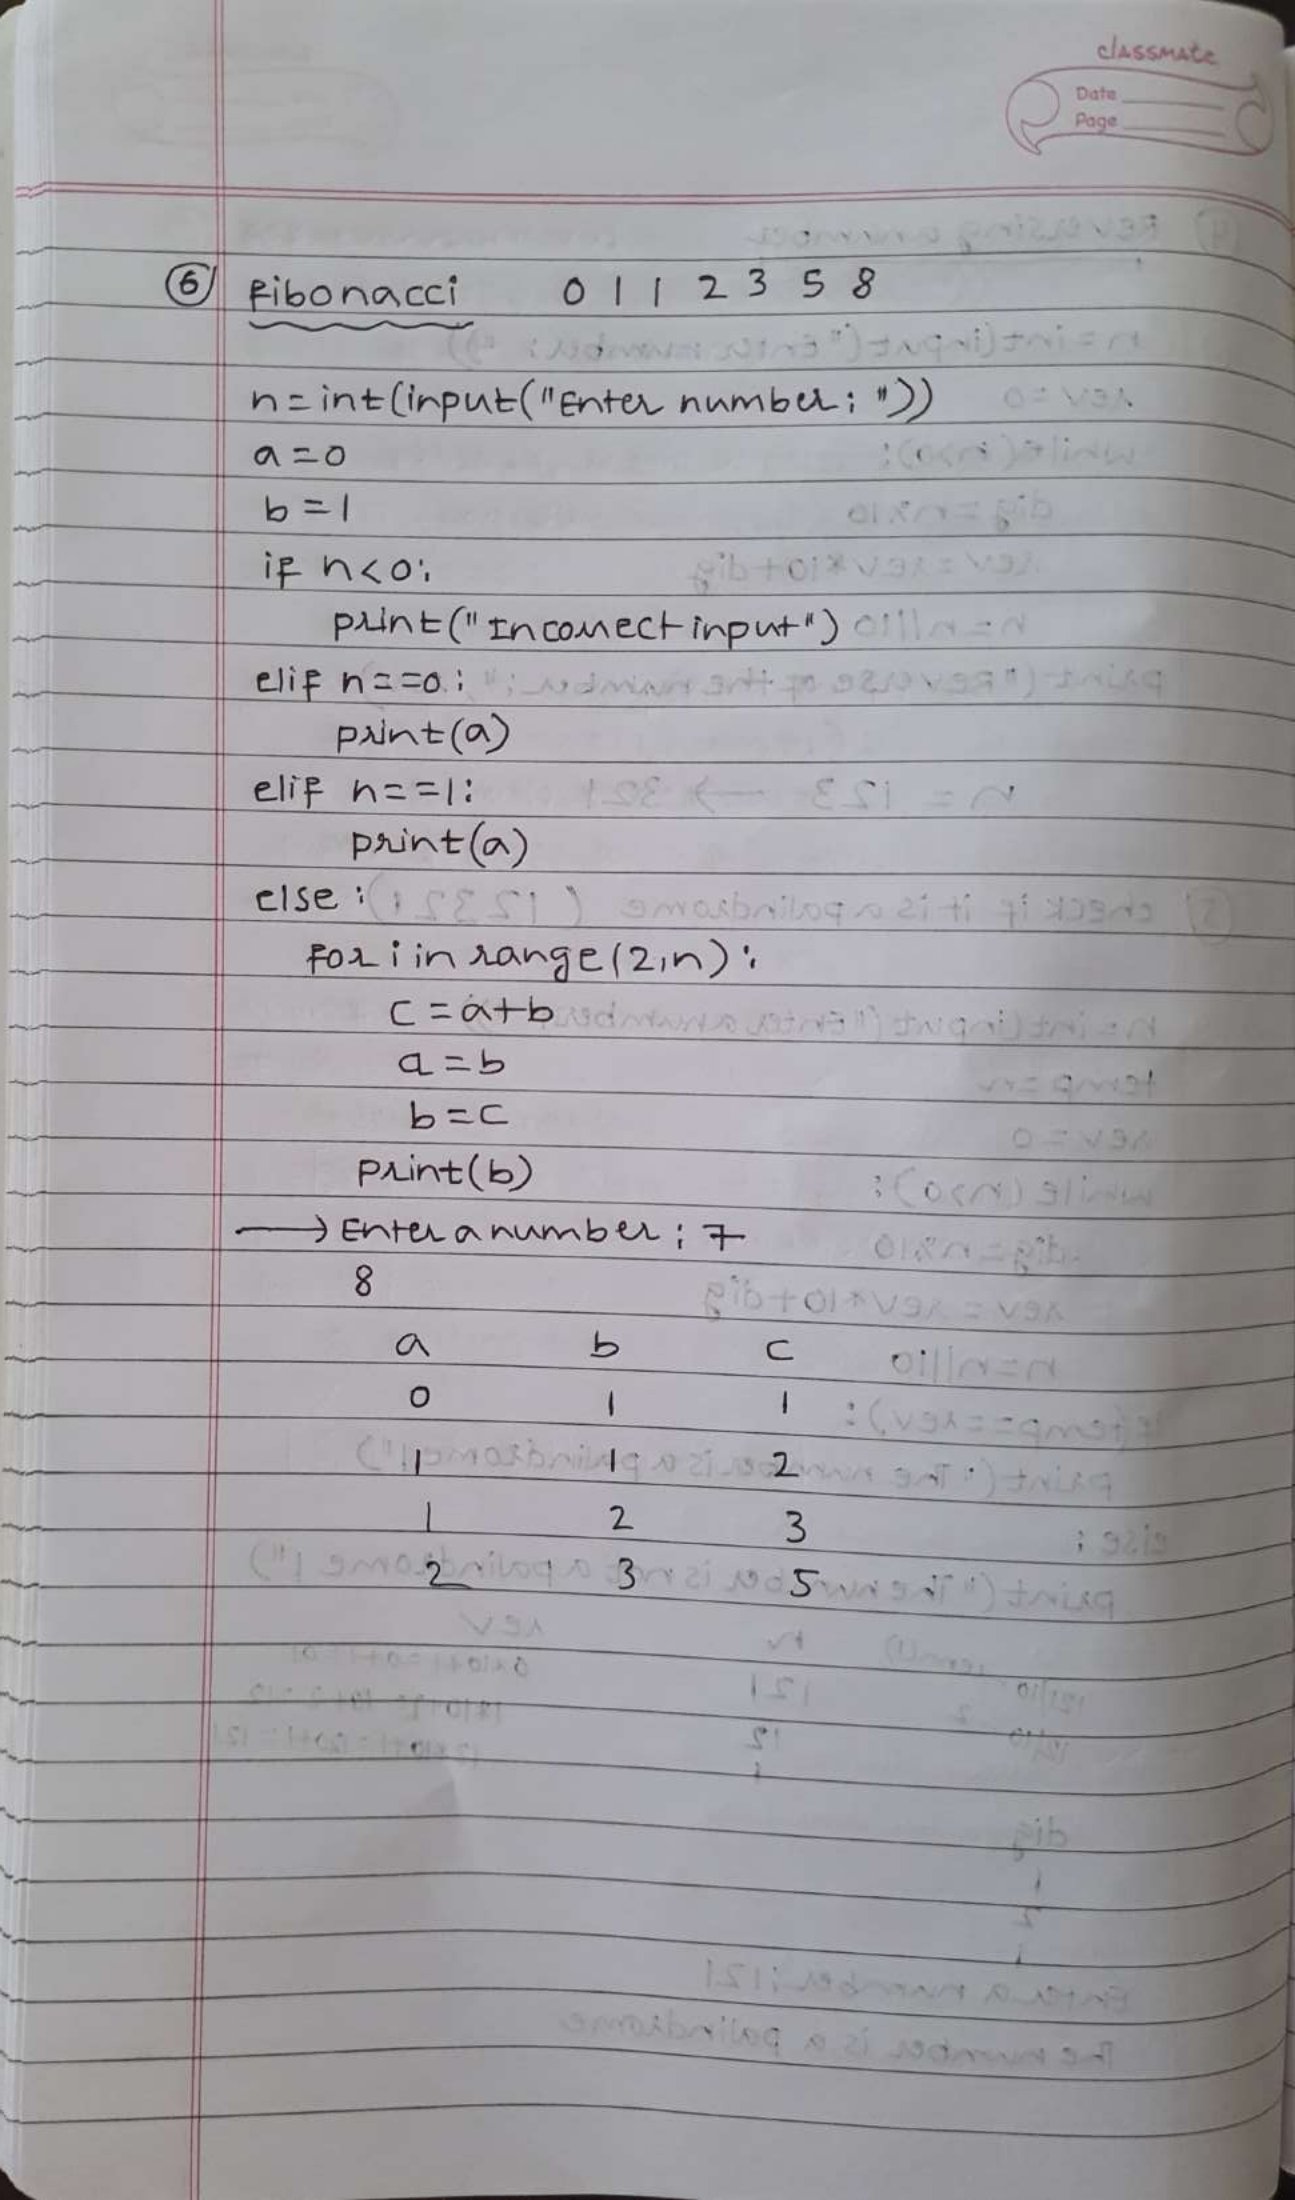 classmate
Date
Page
6 Fibonacci 0 1 1 2 3 5 8
n=int(input("Enter number: "))
a=0
b=1
if n<0:
print("Inconect input")
elif n==0:
print(a)
elif n==1:
print(a)
else:
for i in range(2,n):
c=a+b
a=b
b=c
print(b)
→ Enter a number: 7
8
a b c
0 1 1
1 1 2
1 2 3
2 3 5